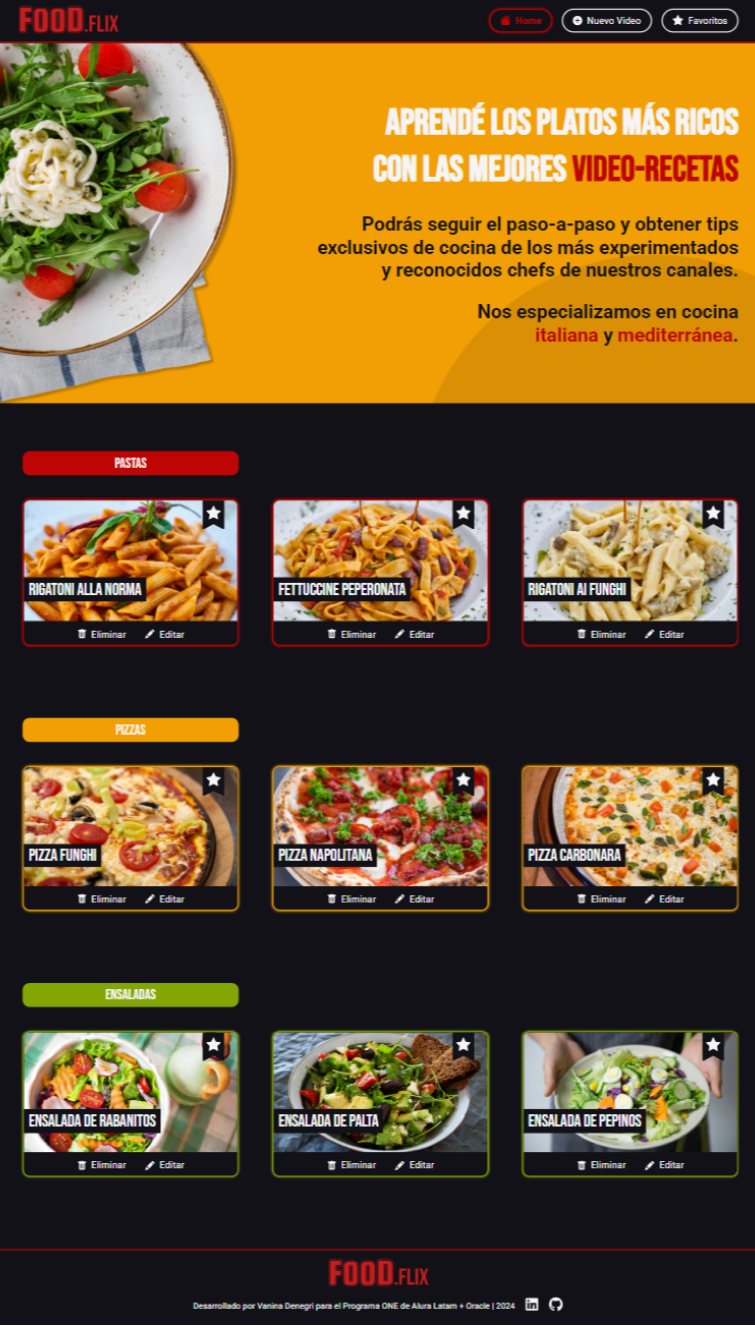 FOOD.FLIX
Home
Nuevo Video
Favoritos
APRENDÉ LOS PLATOS MÁS RICOS
CON LAS MEJORES VIDEO-RECETAS
Podrás seguir el paso-a-paso y obtener tips
exclusivos de cocina de los más experimentados
y reconocidos chefs de nuestros canales.
Nos especializamos en cocina
italiana y mediterránea.
PASTAS
RIGATONI ALLA NORMA
FETTUCCINE PEPERONATA
RIGATONI AI FUNGHI
Eliminar Editar
Eliminar Editar
Eliminar Editar
PIZZAS
PIZZA FUNGHI
PIZZA NAPOLITANA
PIZZA CARBONARA
Eliminar Editar
Eliminar Editar
Eliminar Editar
ENSALADAS
ENSALADA DE RABANITOS
ENSALADA DE PALTA
ENSALADA DE PEPINOS
Eliminar Editar
Eliminar Editar
Eliminar Editar
FOOD.FLIX
Desarrollado por Vanina Denegri para el Programa ONE de Alura Latam + Oracle | 2024